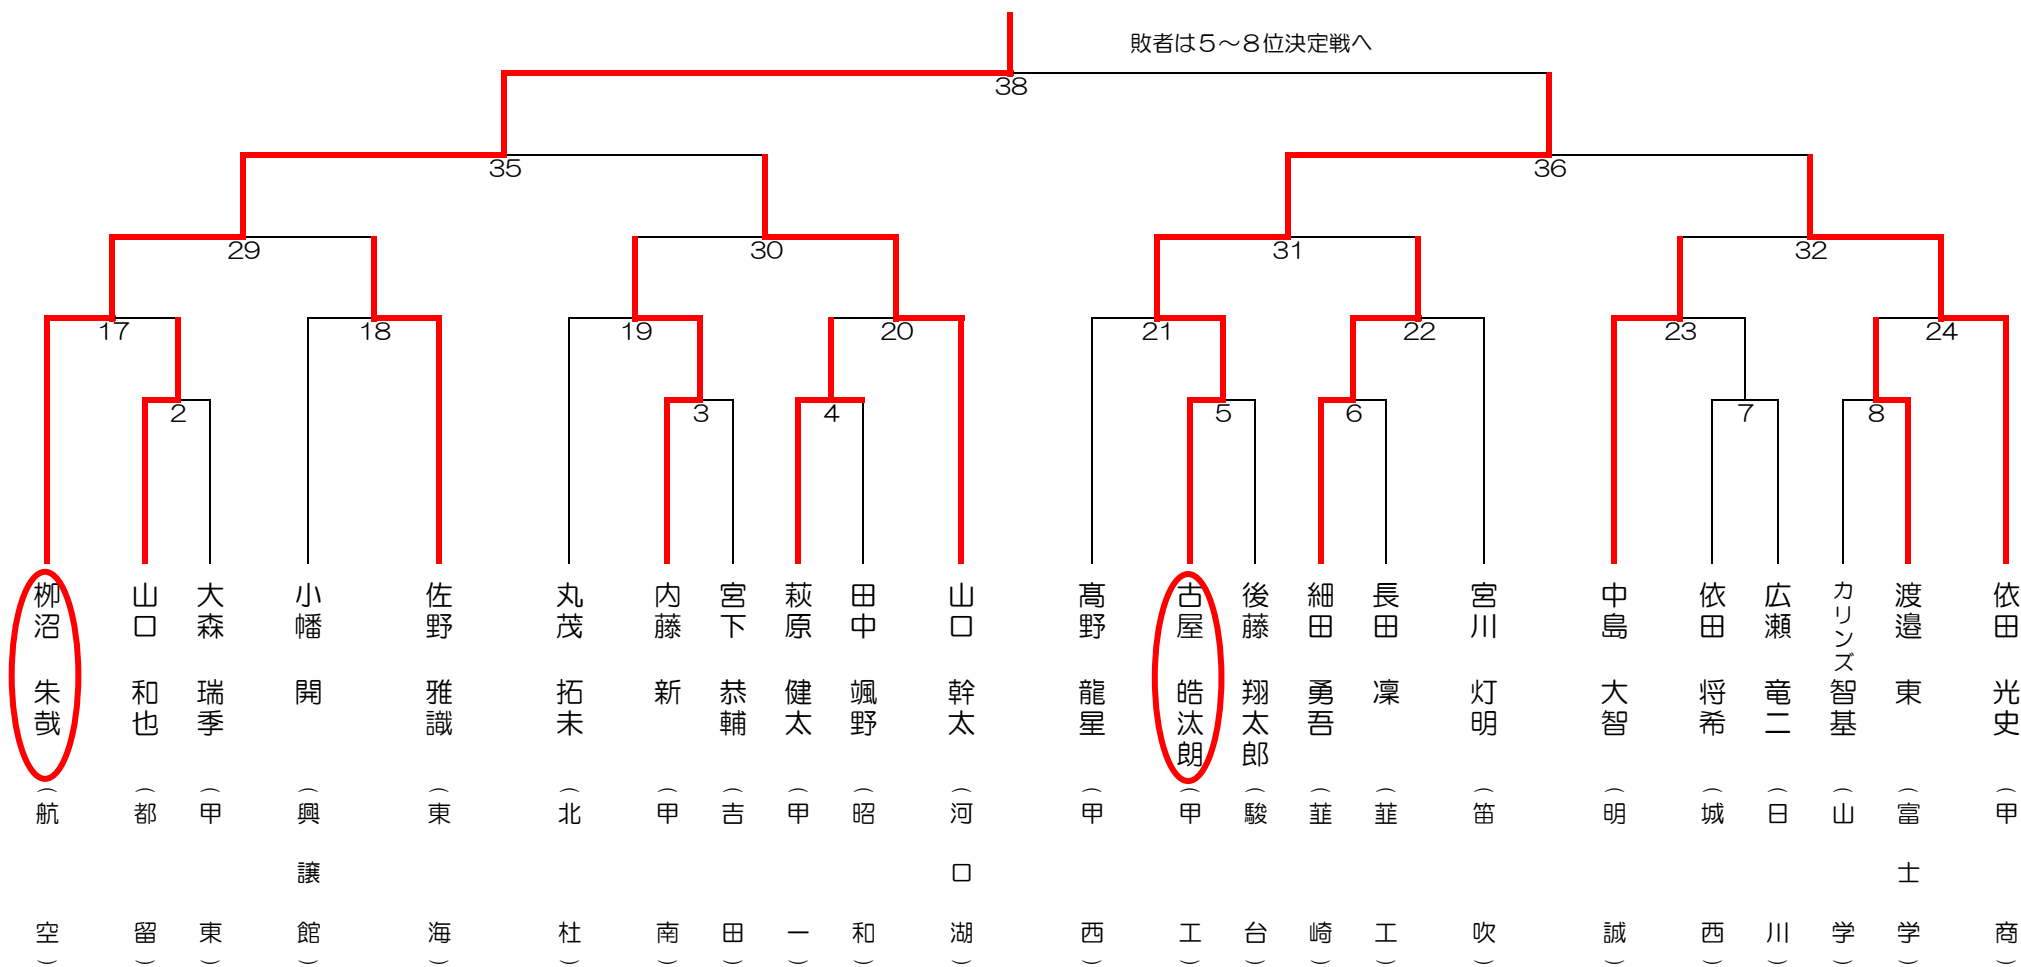 敗者は５～８位決定戦へ
38
35
36
29
30
31
32
17
18
19
20
21
22
23
24
2
3
4
5
6
7
8
栁沼　朱哉（航空）
山口　和也（都留）
大森　瑞季（甲東）
小幡　開（興譲館）
佐野　雅識（東海）
丸茂　拓未（北杜）
内藤　新（甲南）
宮下　恭輔（吉田）
萩原　健太（甲一）
田中　颯野（昭和）
山口　幹太（河口湖）
髙野　龍星（甲西）
古屋　皓汰朗（甲工）
後藤　翔太郎（駿台）
細田　勇吾（韮崎）
長田　凜（韮工）
宮川　灯明（笛吹）
中島　大智（明誠）
依田　将希（城西）
広瀬　竜二（日川）
カリンズ智基（山学）
渡邉　東（富士学）
依田　光史（甲商）